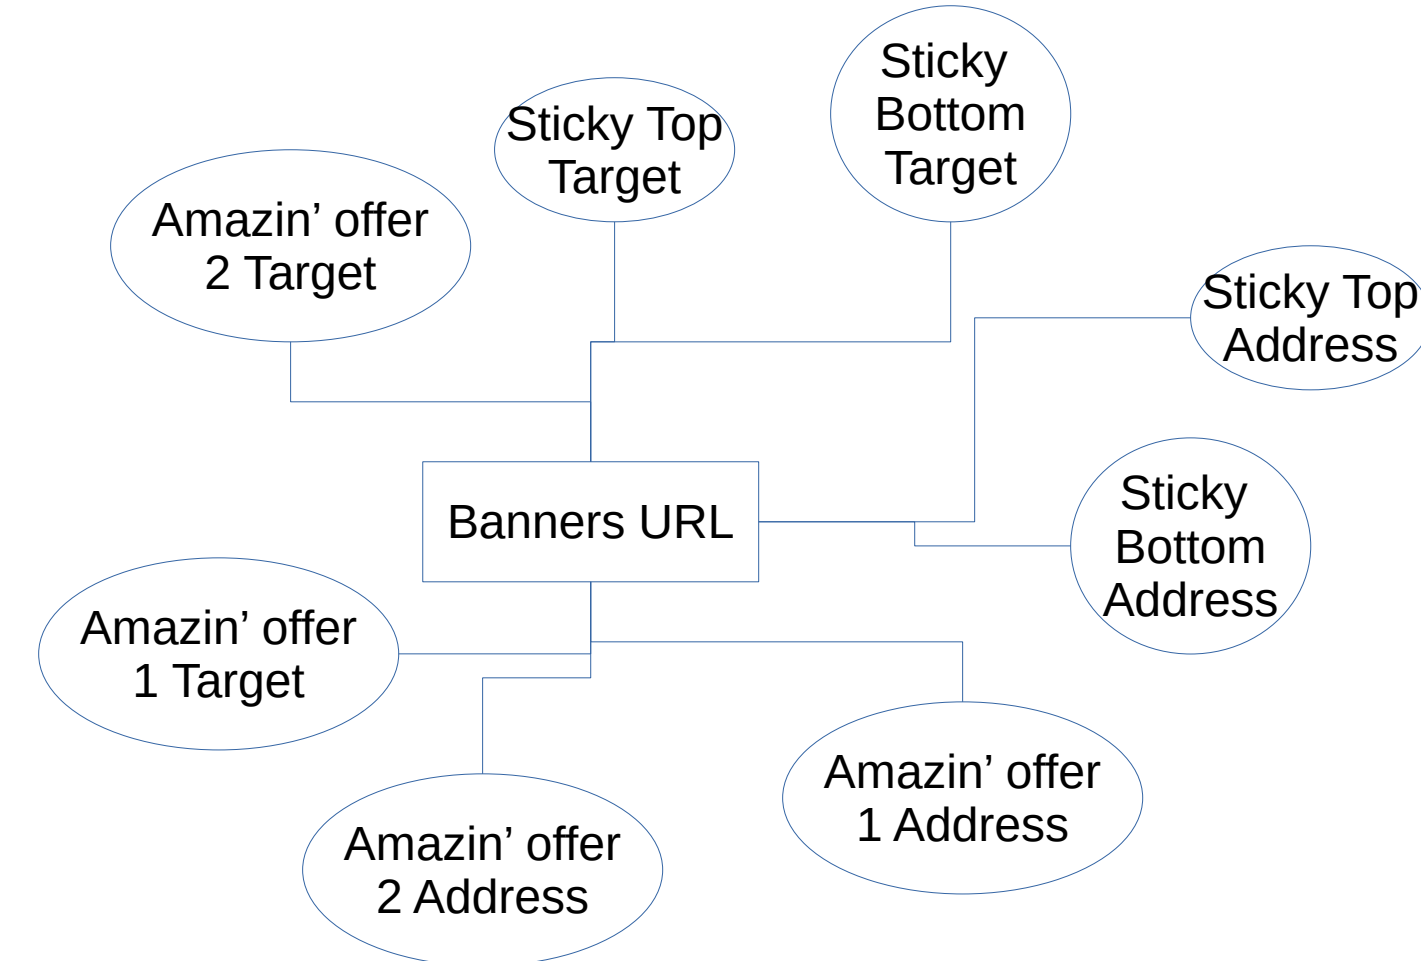 Sticky
Bottom
Target
Sticky Top
Target
Amazin’ offer
2 Target
Sticky Top
Address
Banners URL
Sticky
Bottom
Address
Amazin’ offer
1 Target
Amazin’ offer
1 Address
Amazin’ offer
2 Address